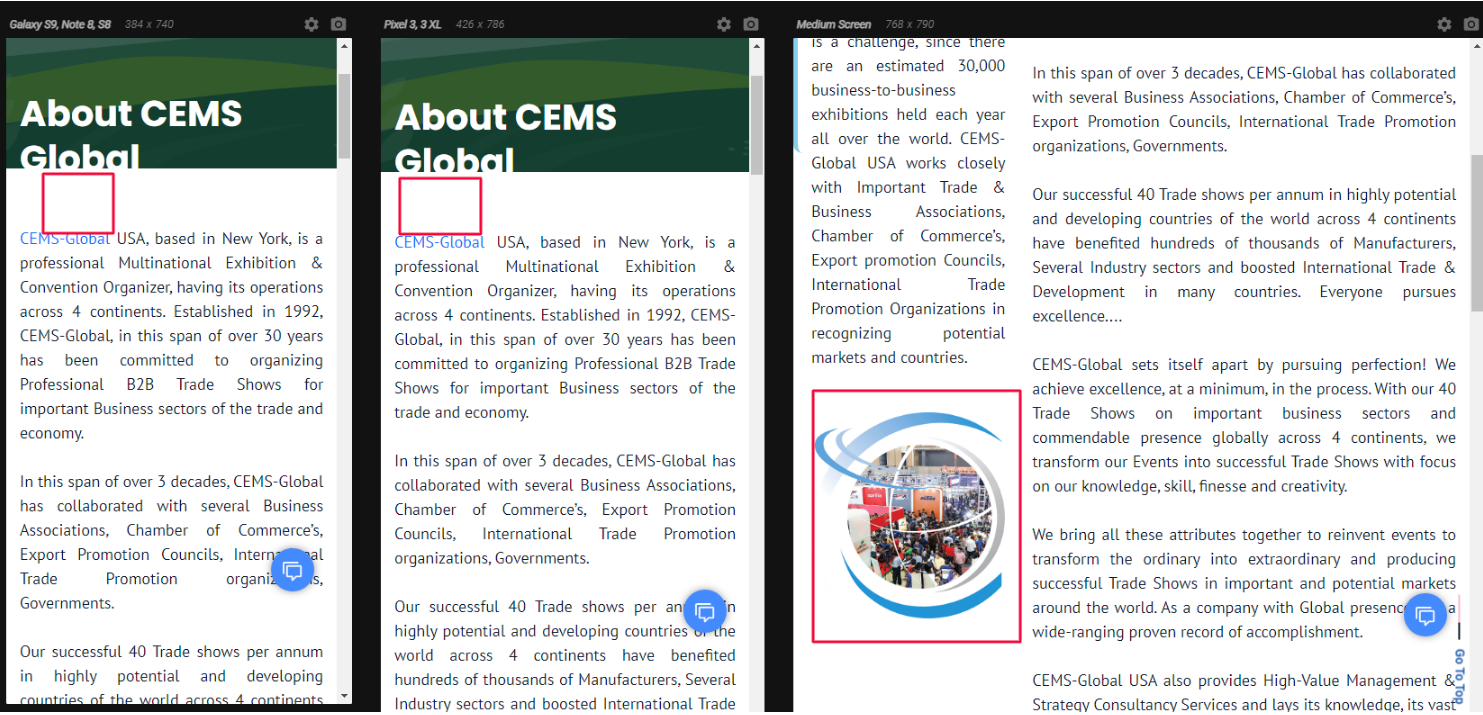 Galaxy S9, Note 8, S8 384 x 740
About CEMS
Global
CEMS-Global USA, based in New York, is a
professional Multinational Exhibition &
Convention Organizer, having its operations
across 4 continents. Established in 1992,
CEMS-Global, in this span of over 30 years
has been committed to organizing
Professional B2B Trade Shows for
important Business sectors of the trade and
economy.
In this span of over 3 decades, CEMS-Global
has collaborated with several Business
Associations, Chamber of Commerce's,
Export Promotion Councils,
Trade Promotion
Governments.
Our successful 40 Trade shows per annum
in highly potential and developing
countries of the world across 4 continents
Pixel 3, 3 XL 426 x 786
About CEMS
Global
CEMS-Global USA, based in New York, is a
professional Multinational Exhibition &
Convention Organizer, having its operations
across 4 continents. Established in 1992, CEMS-
Global, in this span of over 30 years has been
committed to organizing Professional B2B Trade
Shows for important Business sectors of the
trade and economy.
In this span of over 3 decades, CEMS-Global has
collaborated with several Business Associations,
Chamber of Commerce's, Export Promotion
Councils, International Trade Promotion
organizations, Governments.
Our successful 40 Trade shows per in
highly potential and developing countries of the
world across 4 continents have benefited
hundreds of thousands of Manufacturers, Several
Industry sectors and boosted International Trade
Medium Screen 768 x 790
is a challenge, since there
are an estimated 30,000
business-to-business
exhibitions held each year
all over the world. CEMS-
Global USA works closely
with Important Trade &
Business Associations,
Chamber of Commerce's,
Export promotion Councils,
International Trade
Promotion Organizations in
recognizing potential
markets and countries.
In this span of over 3 decades, CEMS-Global has collaborated
with several Business Associations, Chamber of Commerce's,
Export Promotion Councils, International Trade Promotion
organizations, Governments.
Our successful 40 Trade shows per annum in highly potential
and developing countries of the world across 4 continents
have benefited hundreds of thousands of Manufacturers,
Several Industry sectors and boosted International Trade &
Development in many countries. Everyone pursues
excellence....
CEMS-Global sets itself apart by pursuing perfection! We
achieve excellence, at a minimum, in the process. With our 40
Trade Shows on important business sectors and
commendable presence globally across 4 continents, we
transform our Events into successful Trade Shows with focus
on our knowledge, skill, finesse and creativity.
We bring all these attributes together to reinvent events to
transform the ordinary into extraordinary and producing
successful Trade Shows in important and potential markets
around the world. As a company with Global presence a
wide-ranging proven record of accomplishment.
CEMS-Global USA also provides High-Value Management &
Strategy Consultancy Services and lays its knowledge, its vast
Go To Top